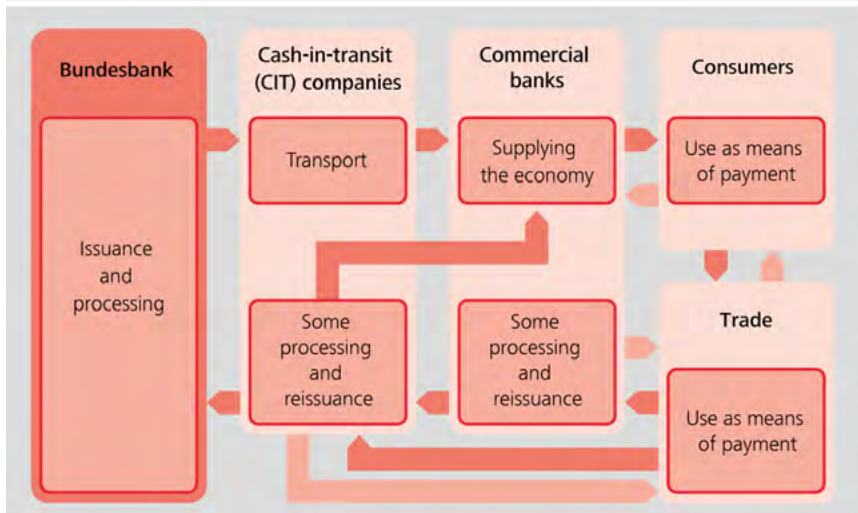 Bundesbank
Issuance
and
processing
Cash-in-transit
(CIT) companies
Transport
Some
processing
and
reissuance
Commercial
banks
Supplying
the economy
Some
processing
and
reissuance
Consumers
Use as means
of payment
Trade
Use as means
of payment